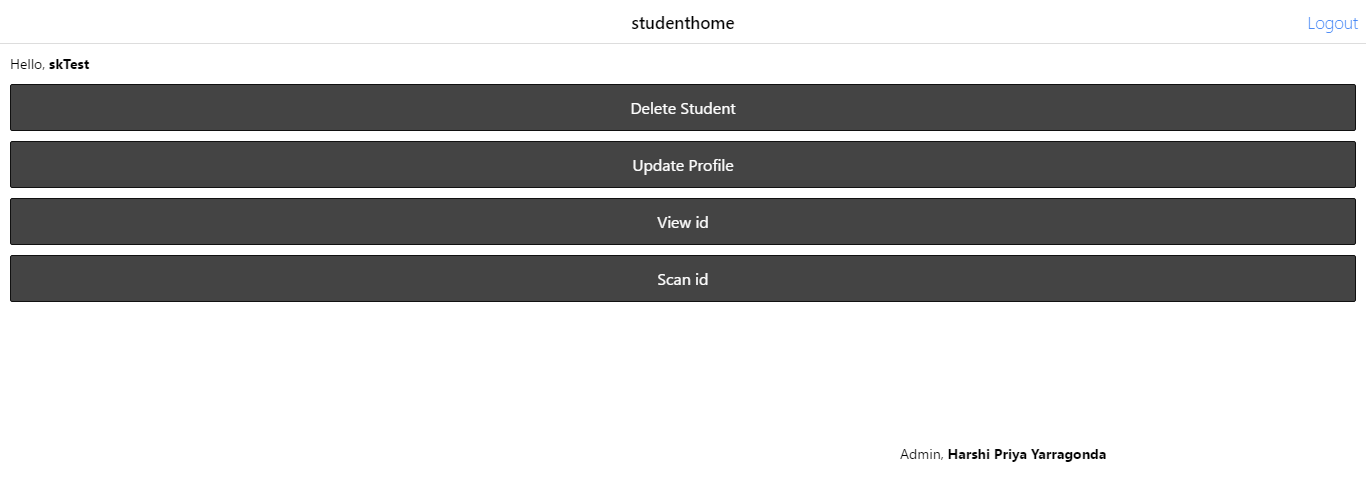 studenthome
Logout
Hello, skTest
Delete Student
Update Profile
View id
Scan id
Admin, Harshi Priya Yarragonda